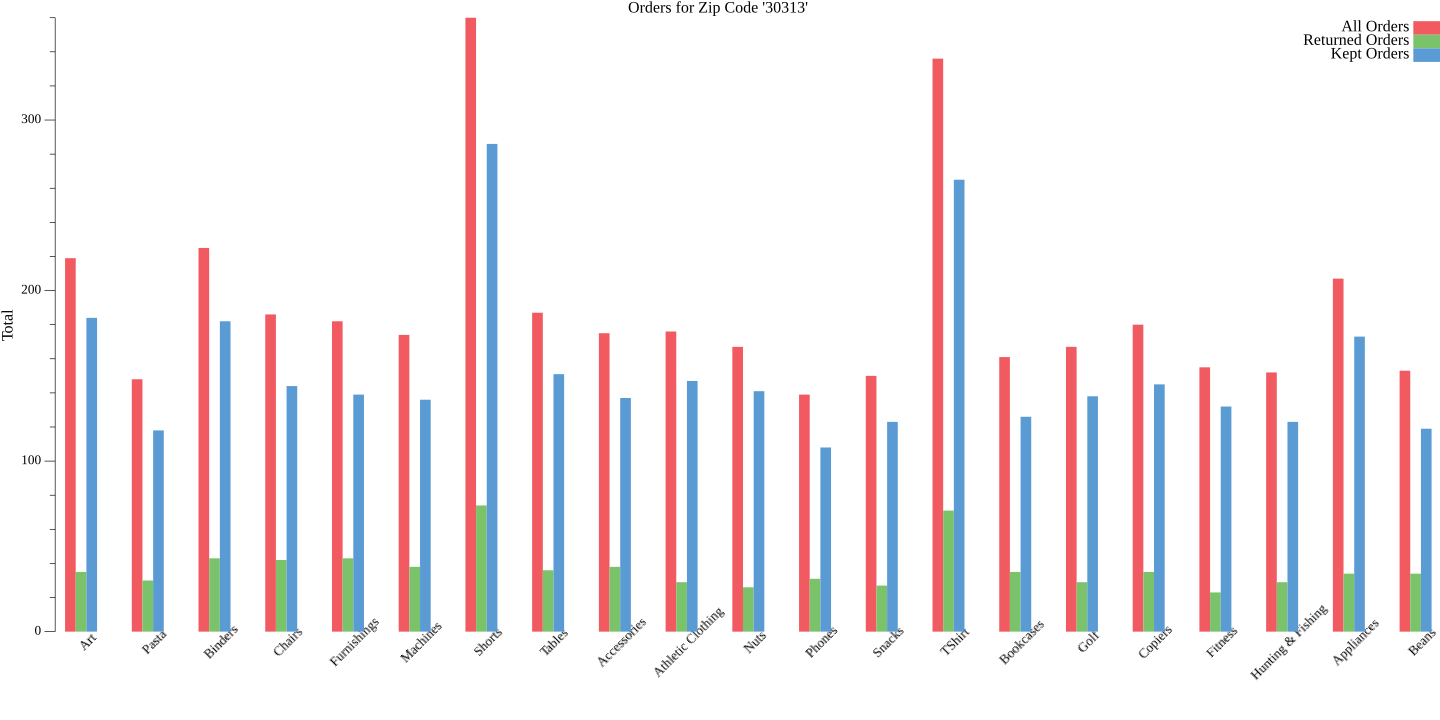 Orders for Zip Code '30313'
All Orders
Returned Orders
Kept Orders
Total
300
200
100
0
Art
Pasta
Binders
Chairs
Furnishings
Machines
Shorts
Tables
Accessories
Athletic Clothing
Nuts
Phones
Snacks
TShirt
Bookcases
Golf
Copiers
Fitness
Hunting & Fishing
Appliances
Beans